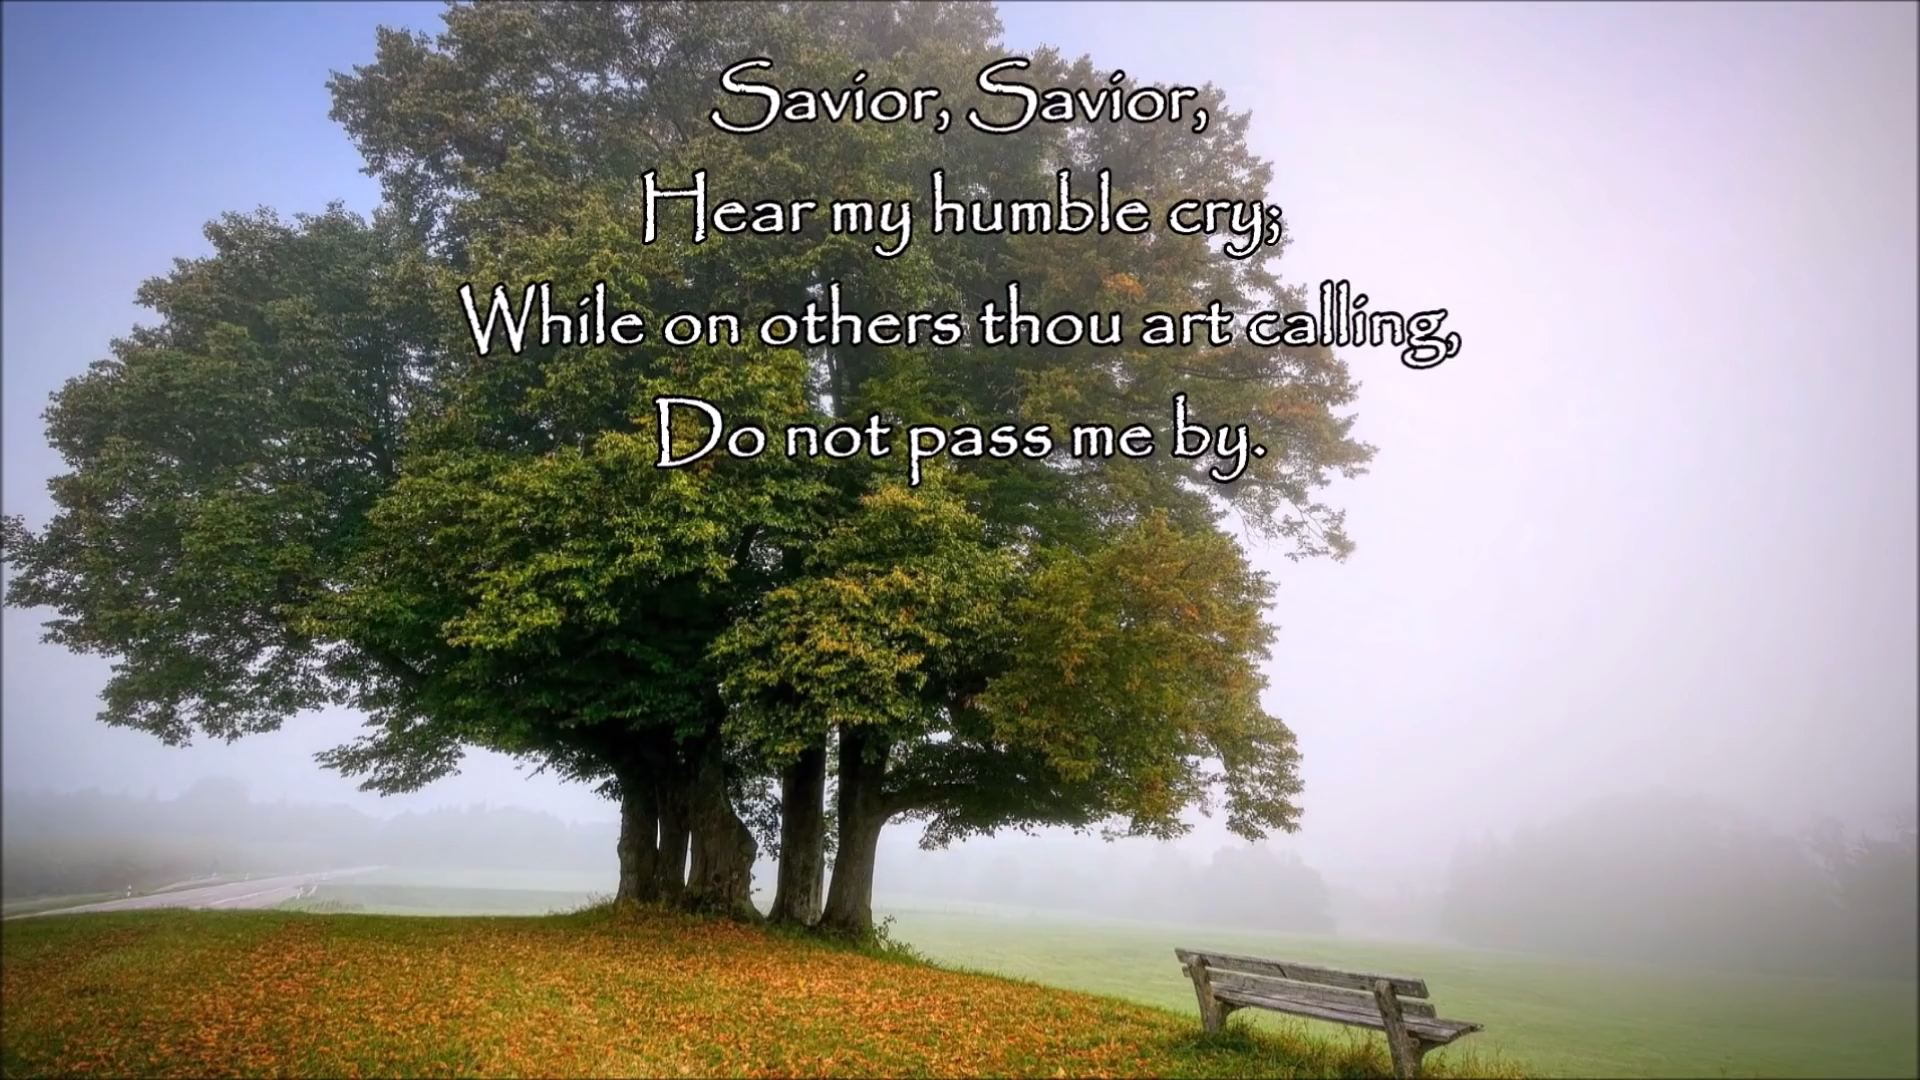 Savior, Savior,
Hear my humble cry;
While on others thou art calling,
Do not pass me by.